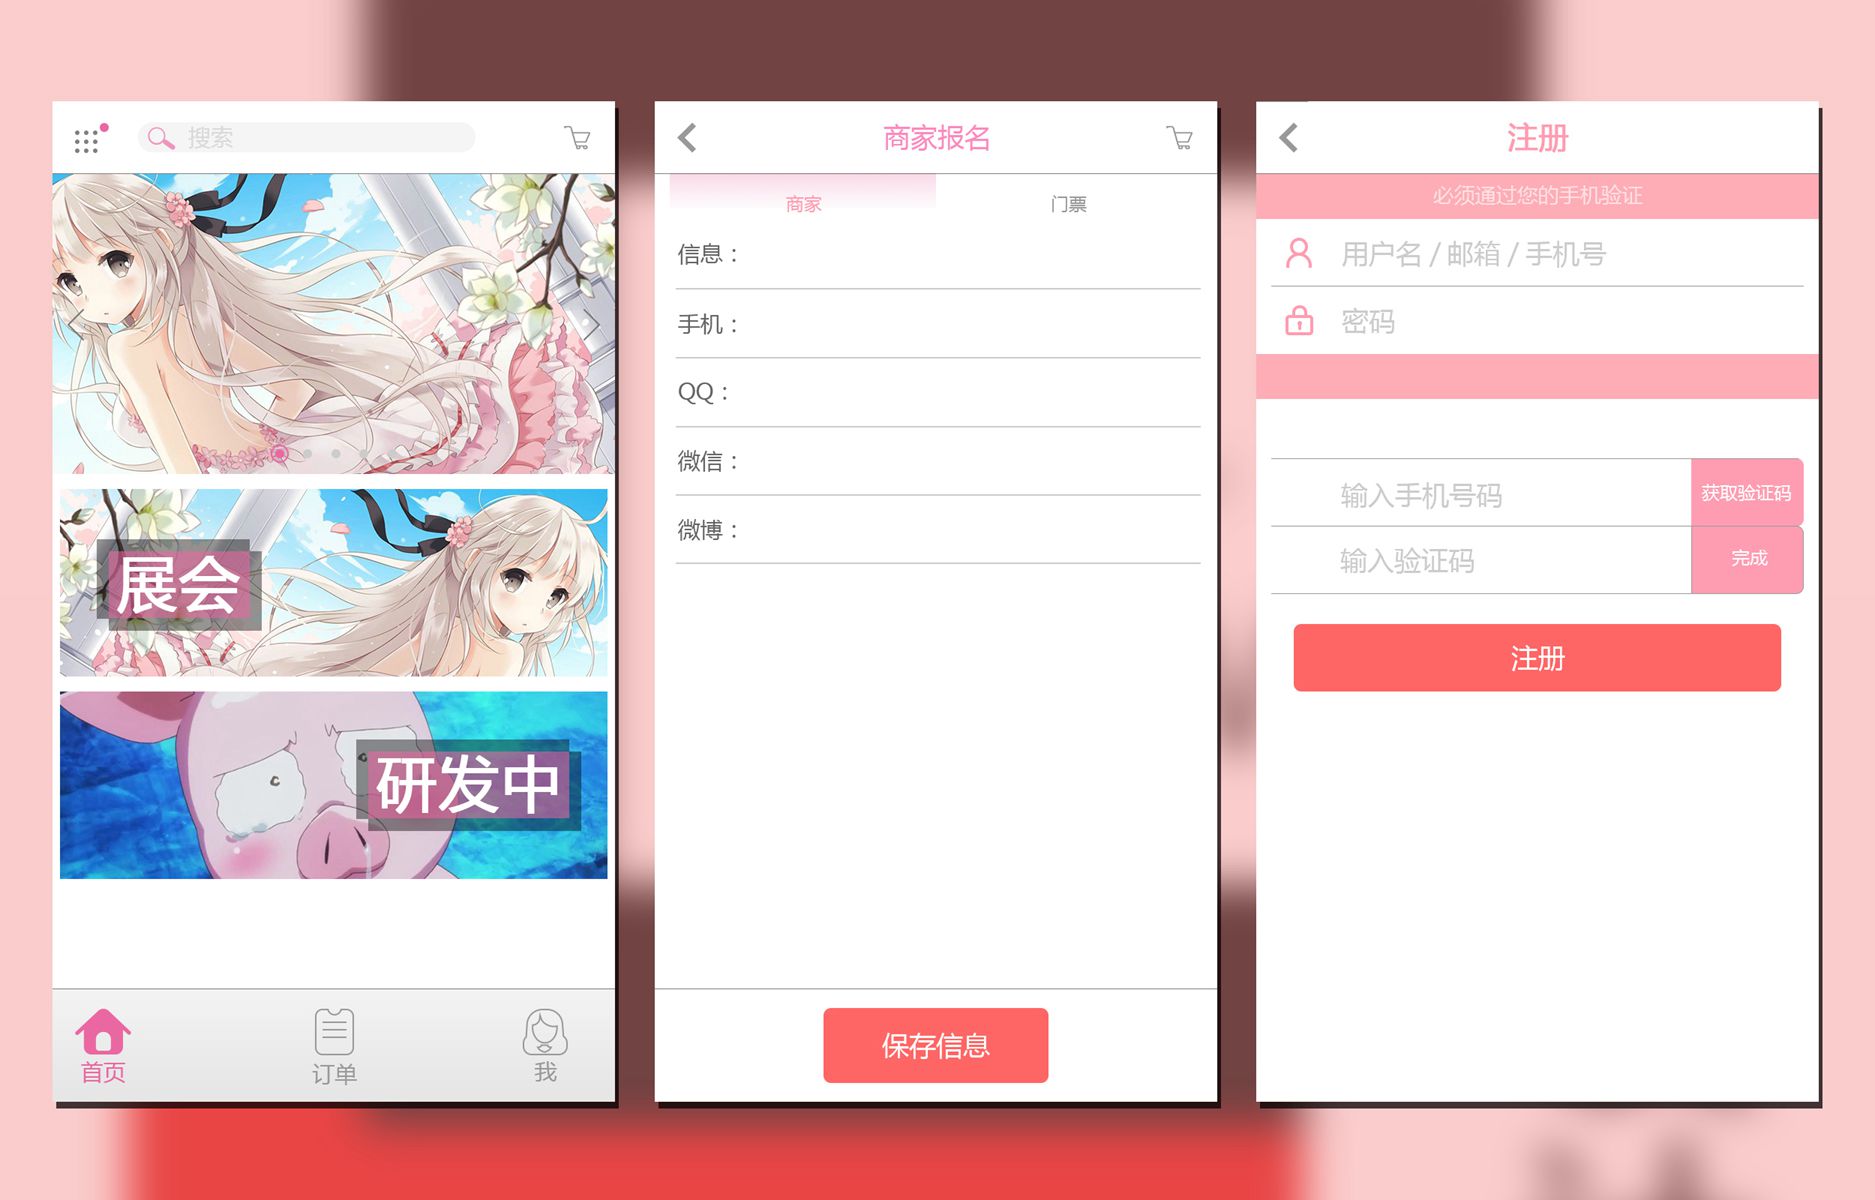 搜索
展会
研发中
首页
订单
我
商家报名
商家
门票
信息：
手机：
QQ：
微信：
微博：
保存信息
注册
必须通过您的手机验证
用户名 / 邮箱 / 手机号
密码
输入手机号码
获取验证码
输入验证码
完成
注册